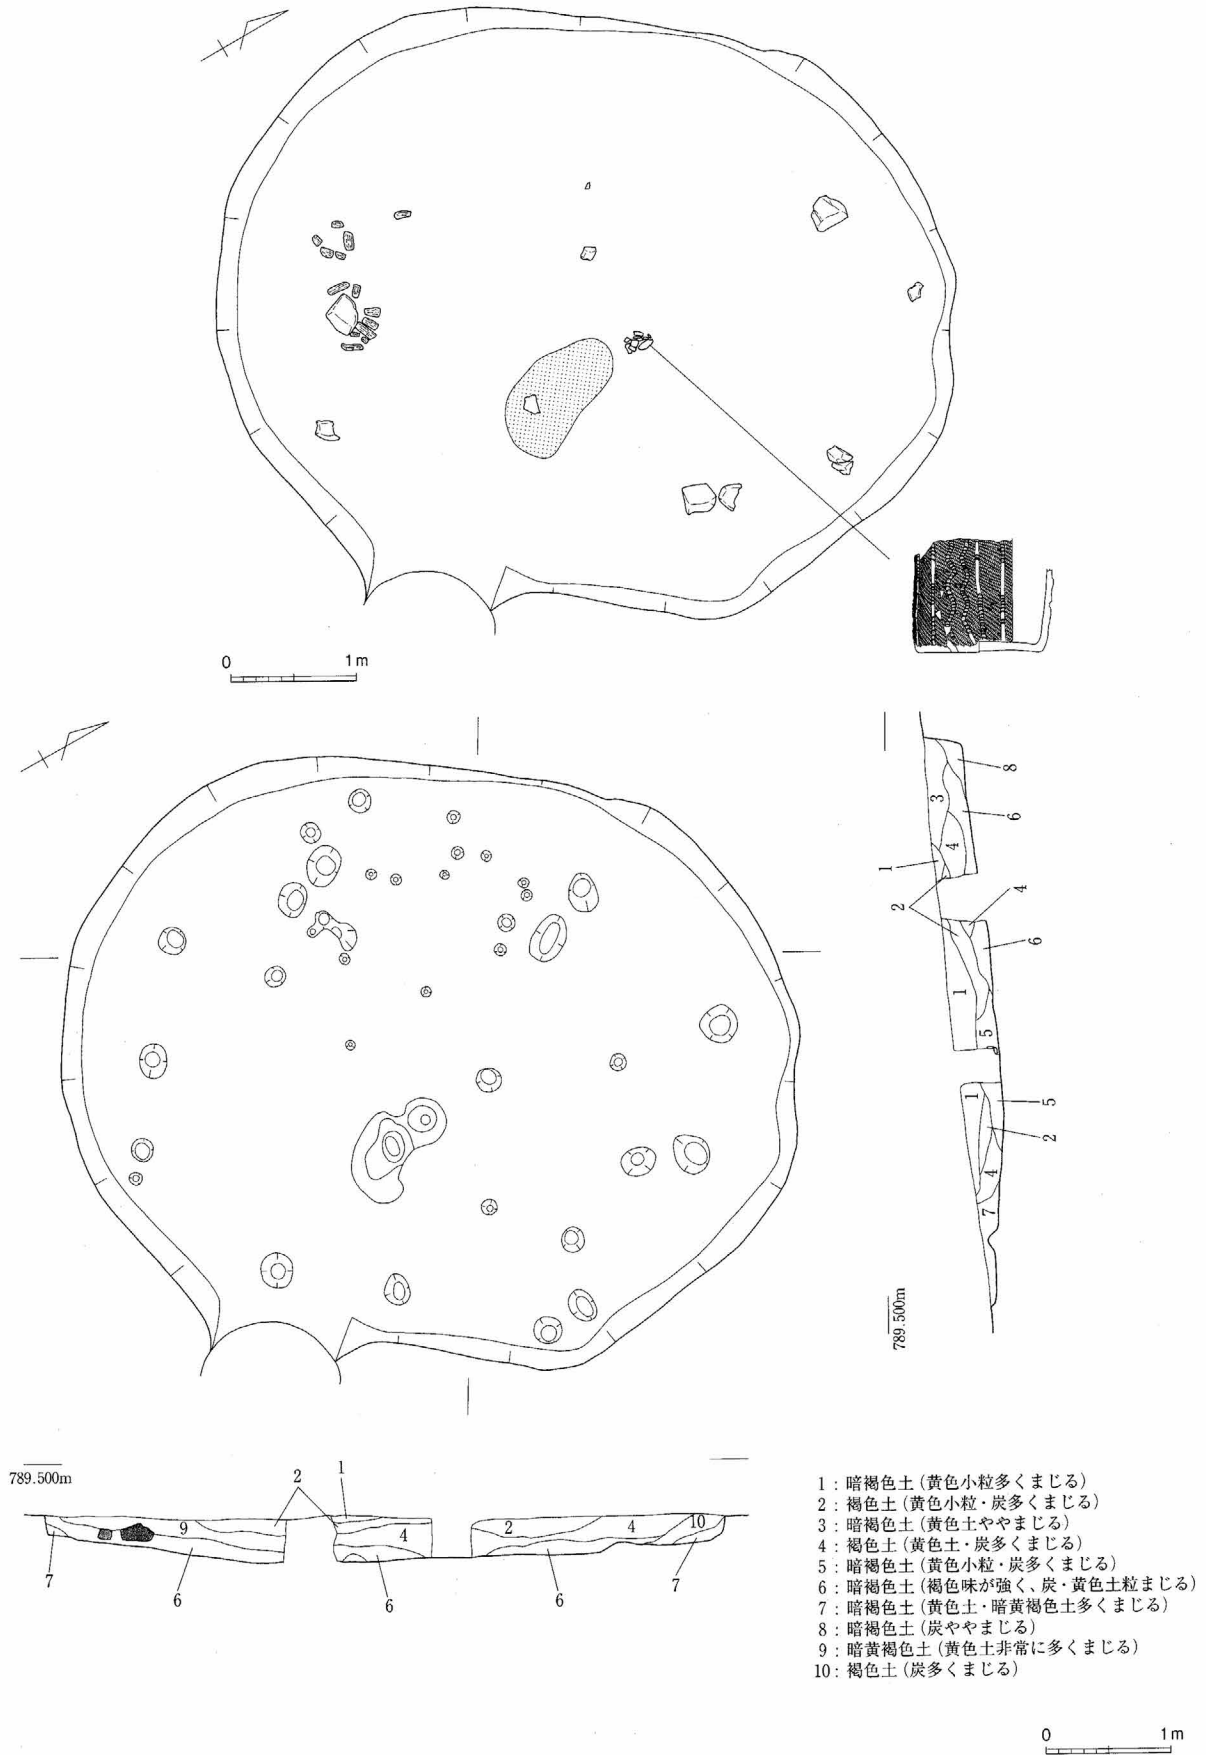 0 1m
8
3
6
4
1
2
4
6
1
5
1
5
2
4
7
789.500m
789.500m
2 1
9 4 2 4 10
7 6 6 6 7
1：暗褐色土（黄色小粒多くまじる）
2：褐色土（黄色小粒・炭多くまじる）
3：暗褐色土（黄色土ややまじる）
4：褐色土（黄色土・炭多くまじる）
5：暗褐色土（黄色小粒・炭多くまじる）
6：暗褐色土（褐色味が強く、炭・黄色土粒まじる）
7：暗褐色土（黄色土・暗黄褐色土多くまじる）
8：暗褐色土（炭ややまじる）
9：暗黄褐色土（黄色土非常に多くまじる）
10：褐色土（炭多くまじる）
0 1m